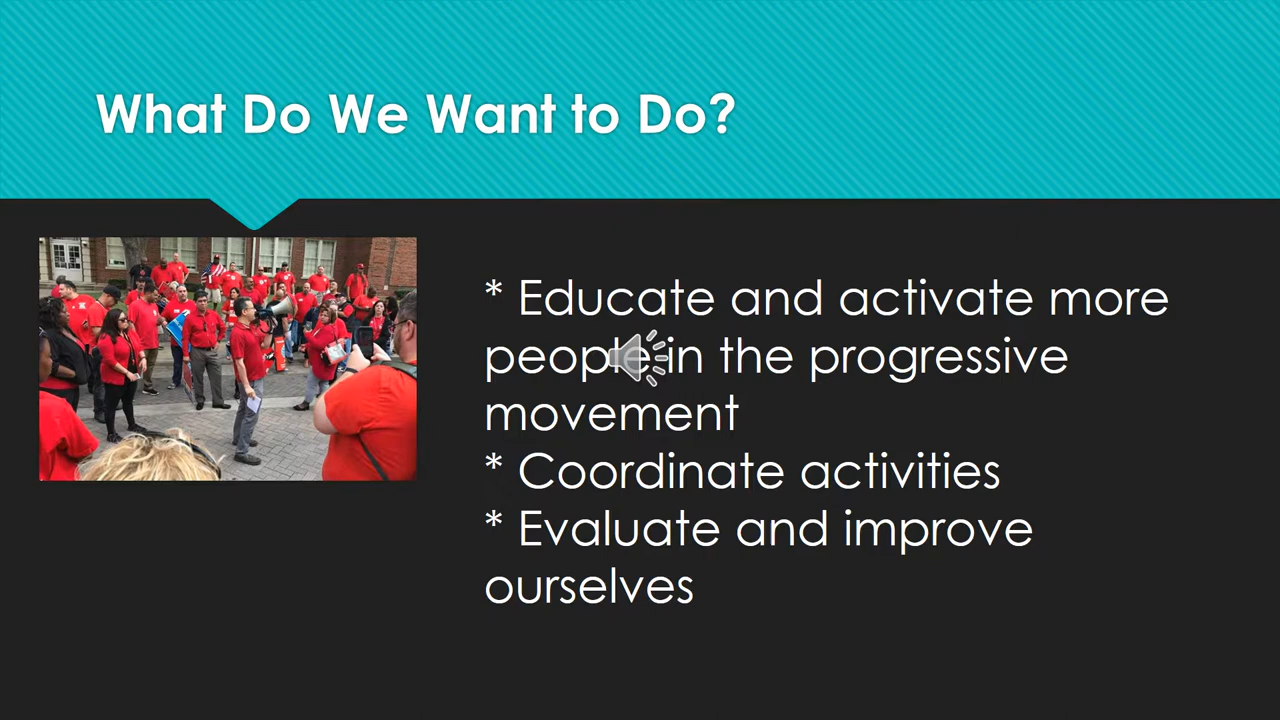 What Do We Want to Do?
* Educate and activate more
people in the progressive
movement
* Coordinate activities
* Evaluate and improve
ourselves